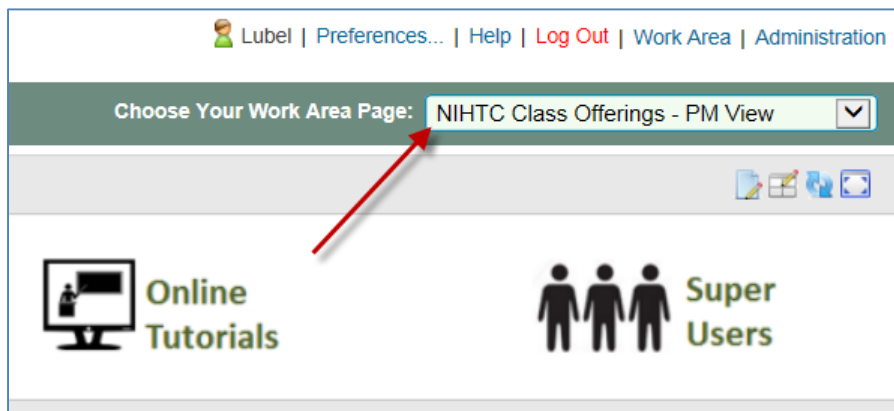 Lubel | Preferences... | Help | Log Out | Work Area | Administration
Choose Your Work Area Page: NIHTC Class Offerings - PM View
Online
Tutorials
Super
Users